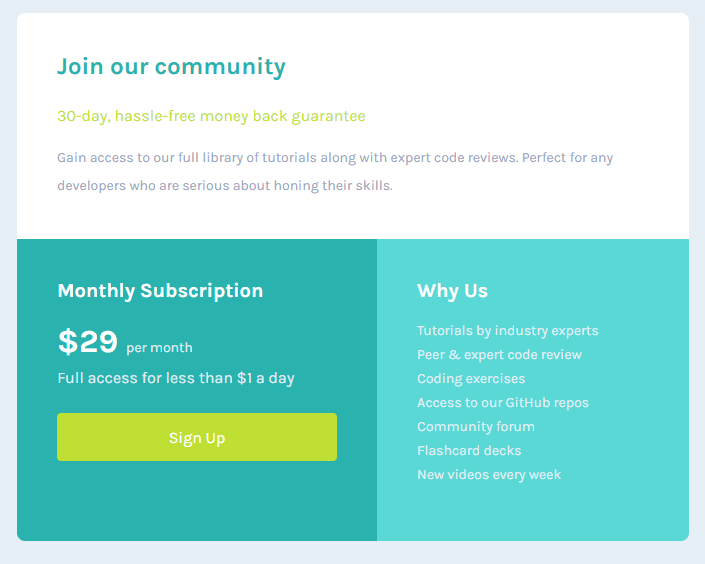 Join our community
30-day, hassle-free money back guarantee
Gain access to our full library of tutorials along with expert code reviews. Perfect for any
developers who are serious about honing their skills.
Monthly Subscription
$29 per month
Full access for less than $1 a day
Sign Up
Why Us
Tutorials by industry experts
Peer & expert code review
Coding exercises
Access to our GitHub repos
Community forum
Flashcard decks
New videos every week